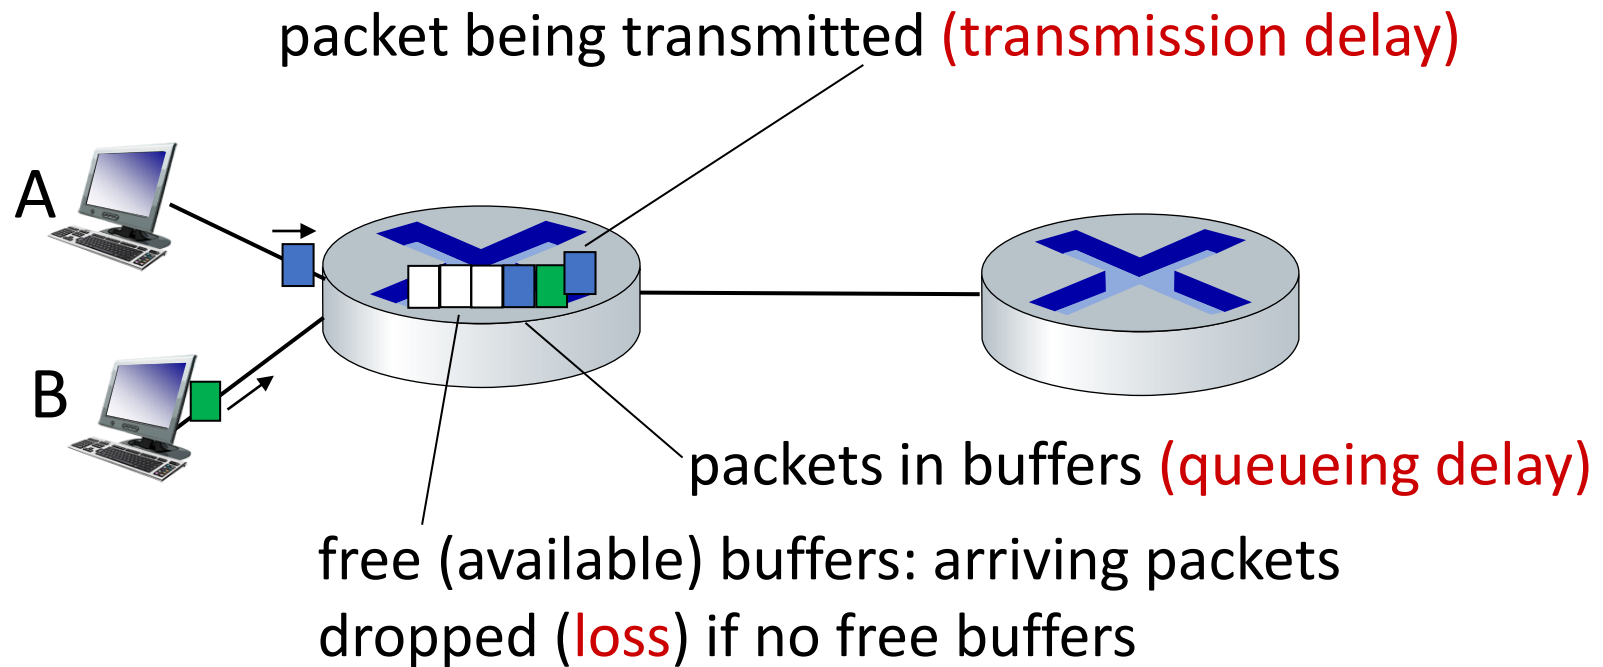 packet being transmitted (transmission delay)
A
B
packets in buffers (queueing delay)
free (available) buffers: arriving packets
dropped (loss) if no free buffers